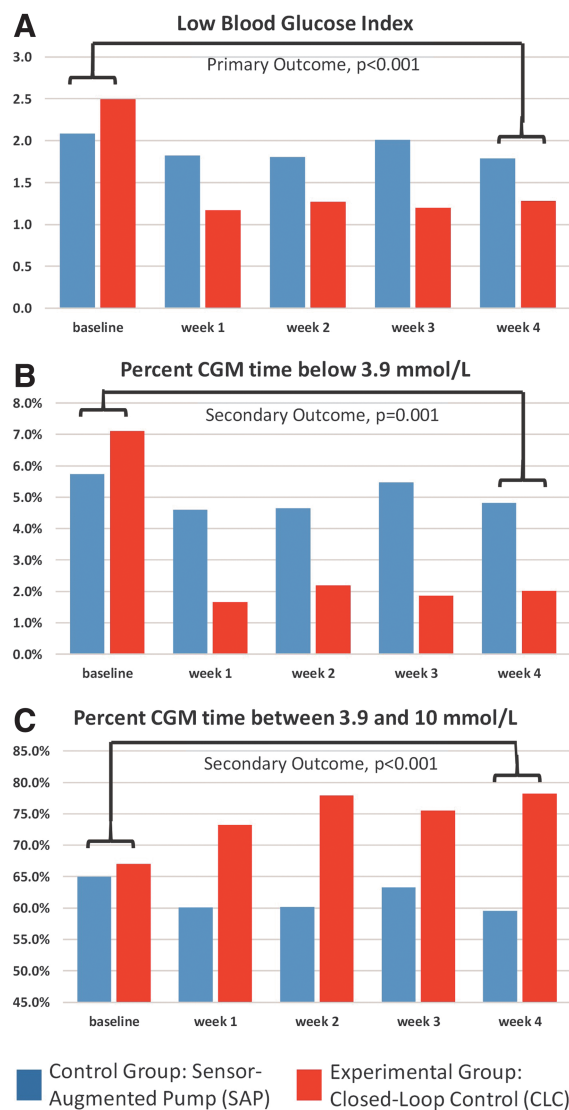 A
Low Blood Glucose Index
3.0
Primary Outcome, p<0.001
2.5
2.0
1.5
1.0
0.5
0.0
baseline week 1 week 2 week 3 week 4
B
Percent CGM time below 3.9 mmol/L
8.0%
Secondary Outcome, p=0.001
7.0%
6.0%
5.0%
4.0%
3.0%
2.0%
1.0%
0.0%
baseline week 1 week 2 week 3 week 4
C
Percent CGM time between 3.9 and 10 mmol/L
85.0%
Secondary Outcome, p<0.001
80.0%
75.0%
70.0%
65.0%
60.0%
55.0%
50.0%
45.0%
baseline week 1 week 2 week 3 week 4
Control Group: Sensor-
Augmented Pump (SAP)
Experimental Group:
Closed-Loop Control (CLC)